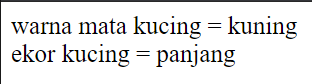 warna mata kucing = kuning
ekor kucing = panjang